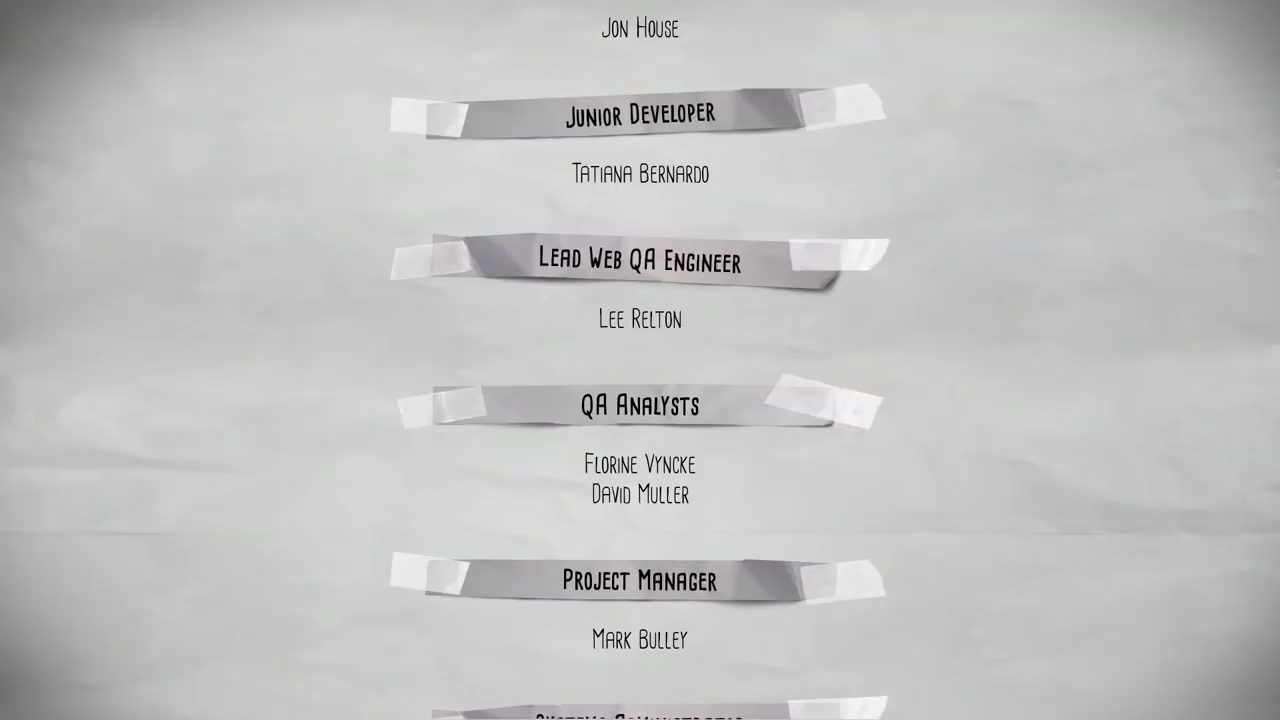 Jon House
Junior Developer
Tatiana Bernardo
Lead Web QA Engineer
Lee Relton
QA Analysts
Florine Vyncke
David Muller
Project Manager
Mark Bulley